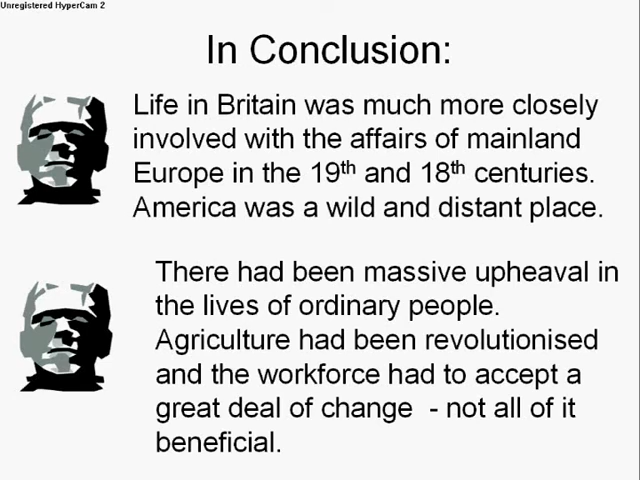 Unregistered HyperCam 2
In Conclusion:
Life in Britain was much more closely
involved with the affairs of mainland
Europe in the 19th and 18th centuries.
America was a wild and distant place.
There had been massive upheaval in
the lives of ordinary people.
Agriculture had been revolutionised
and the workforce had to accept a
great deal of change - not all of it
beneficial.